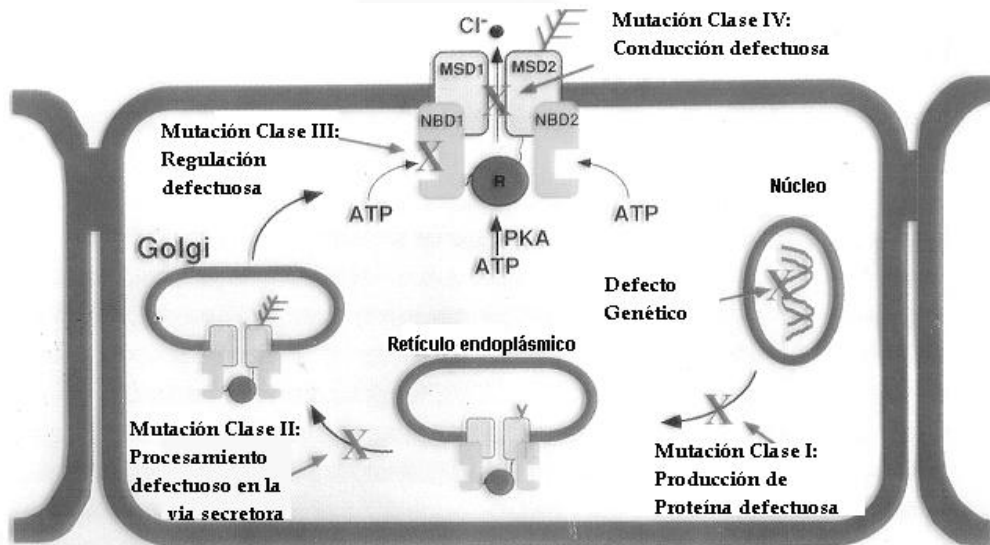 Cl-
Mutación Clase IV:
Conducción defectuosa
MSD1
MSD2
NBD1
NBD2
Mutación Clase III:
Regulación
defectuosa
R
ATP
ATP
PKA
ATP
Núcleo
Golgi
Defecto
Genético
Retículo endoplásmico
Mutación Clase II:
Procesamiento
defectuoso en la
via secretora
Mutación Clase I:
Producción de
Proteína defectuosa